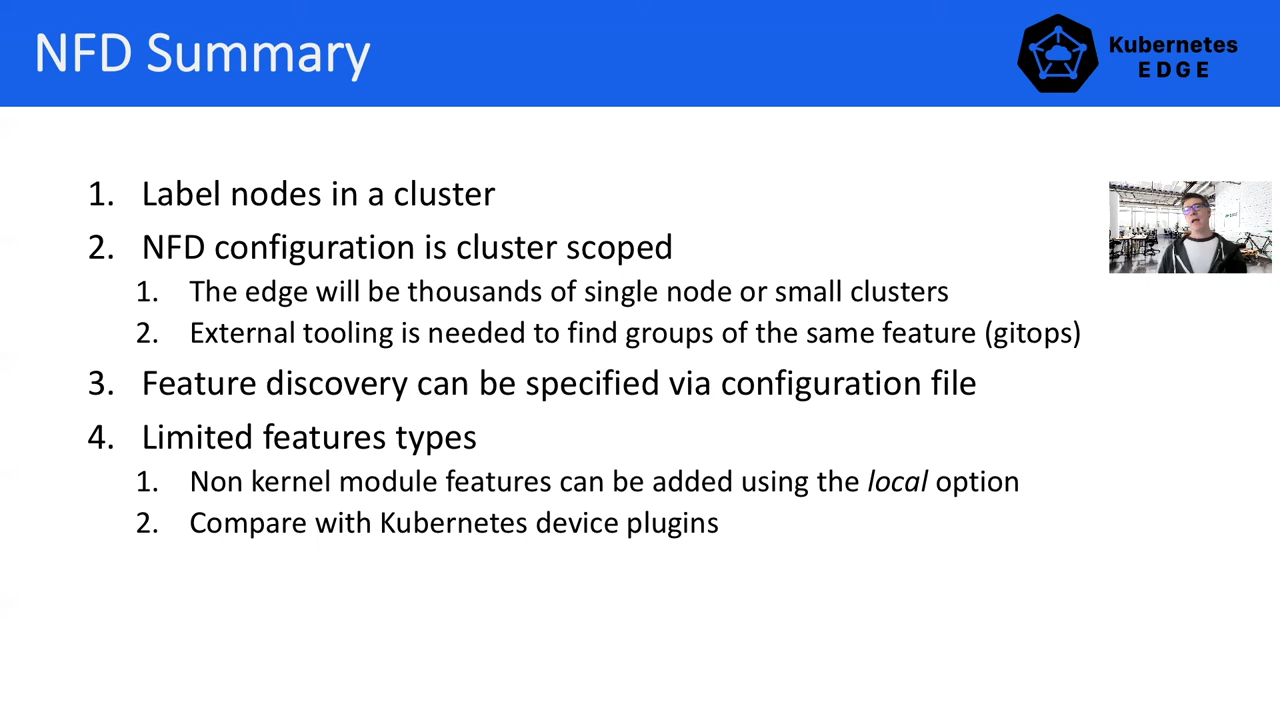 NFD Summary
Kubernetes
EDGE
1. Label nodes in a cluster
2. NFD configuration is cluster scoped
1. The edge will be thousands of single node or small clusters
2. External tooling is needed to find groups of the same feature (gitops)
3. Feature discovery can be specified via configuration file
4. Limited features types
1. Non kernel module features can be added using the local option
2. Compare with Kubernetes device plugins